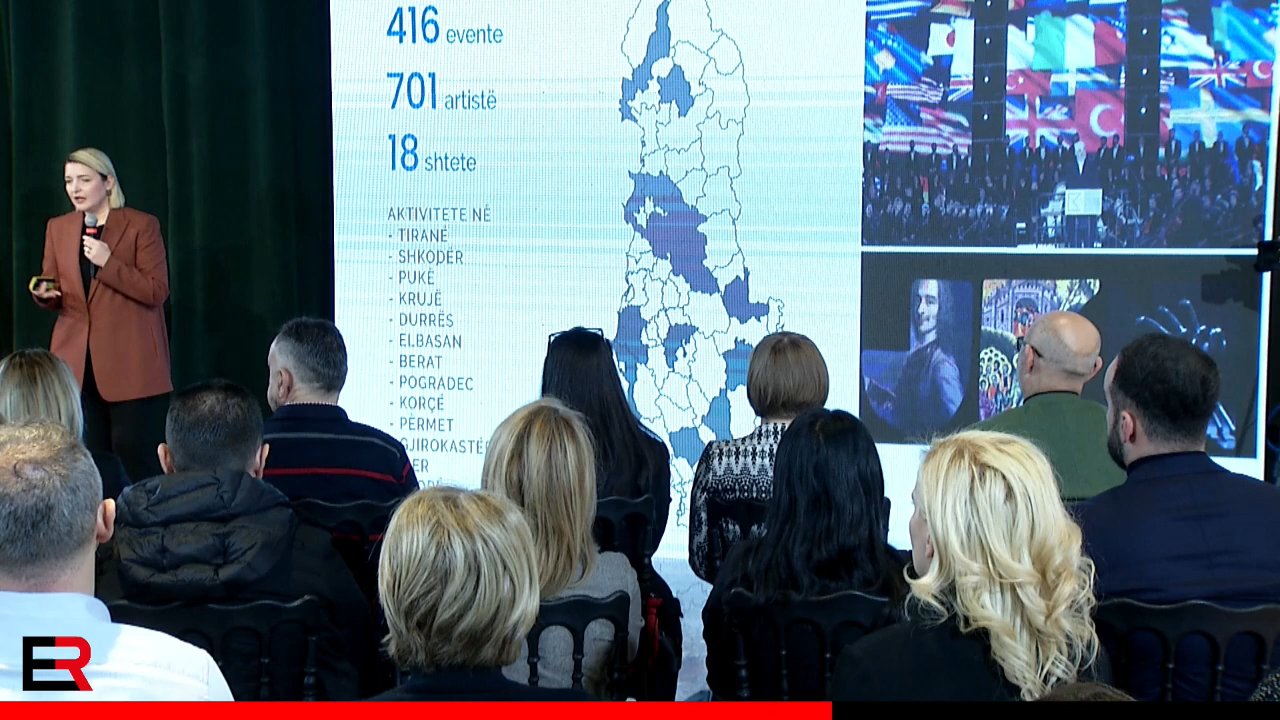 416 evente
701 artistë
18 shtete
AKTIVITETE NË
- TIRANË
- SHKODËR
- PUKË
- KRUJË
- DURRËS
- ELBASAN
- BERAT
- POGRADEC
- KORÇË
- PËRMET
ER